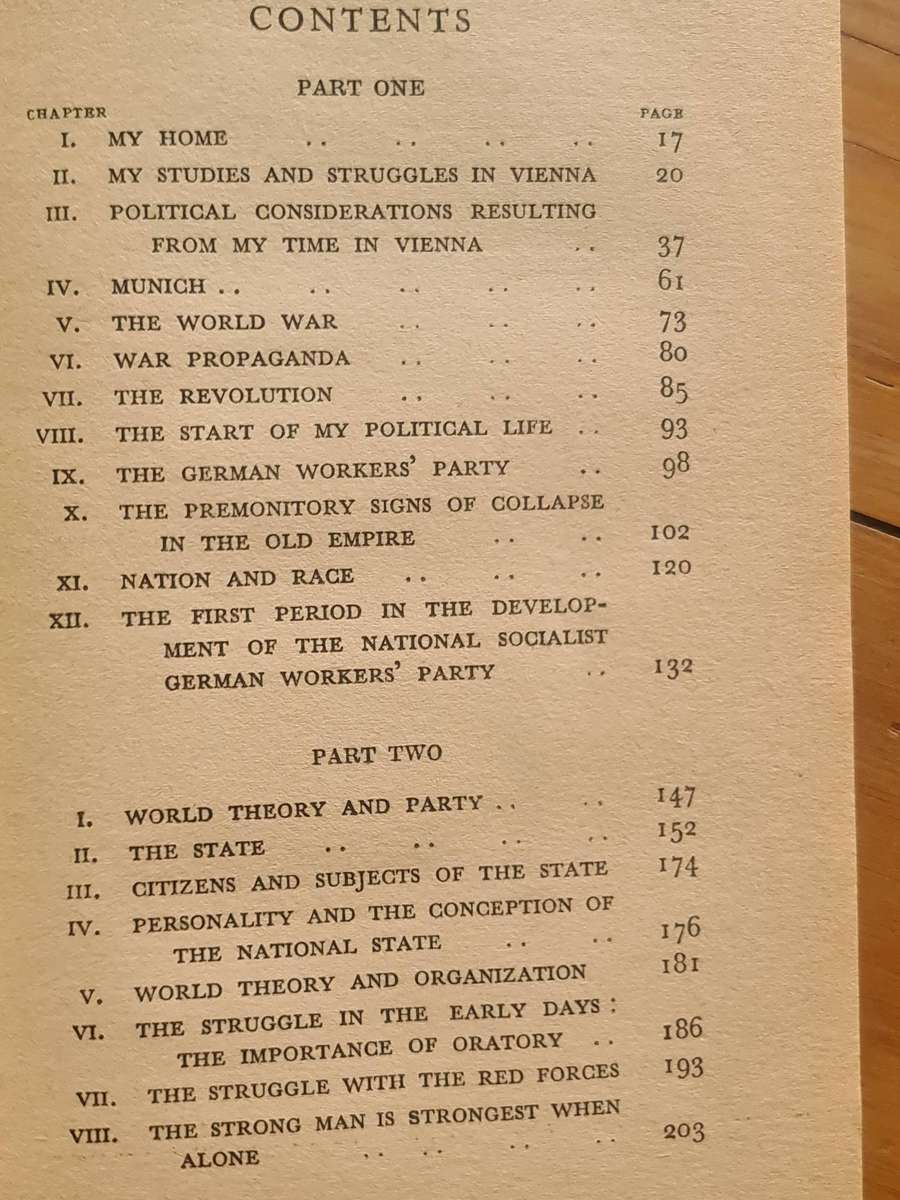 CONTENTS
PART ONE
CHAPTER PAGE
I. MY HOME .. .. .. .. 17
II. MY STUDIES AND STRUGGLES IN VIENNA 20
III. POLITICAL CONSIDERATIONS RESULTING
FROM MY TIME IN VIENNA .. 37
IV. MUNICH .. .. .. .. .. 61
V. THE WORLD WAR .. .. .. 73
VI. WAR PROPAGANDA .. .. .. 80
VII. THE REVOLUTION .. .. .. 85
VIII. THE START OF MY POLITICAL LIFE .. 93
IX. THE GERMAN WORKERS' PARTY .. 98
X. THE PREMONITORY SIGNS OF COLLAPSE
IN THE OLD EMPIRE .. .. 102
XI. NATION AND RACE .. .. .. 120
XII. THE FIRST PERIOD IN THE DEVELOP-
MENT OF THE NATIONAL SOCIALIST
GERMAN WORKERS' PARTY .. 132
PART TWO
I. WORLD THEORY AND PARTY .. .. 147
II. THE STATE .. .. .. .. 152
III. CITIZENS AND SUBJECTS OF THE STATE 174
IV. PERSONALITY AND THE CONCEPTION OF
THE NATIONAL STATE .. .. 176
V. WORLD THEORY AND ORGANIZATION 181
VI. THE STRUGGLE IN THE EARLY DAYS :
THE IMPORTANCE OF ORATORY .. 186
VII. THE STRUGGLE WITH THE RED FORCES 193
VIII. THE STRONG MAN IS STRONGEST WHEN
ALONE .. .. .. .. 203